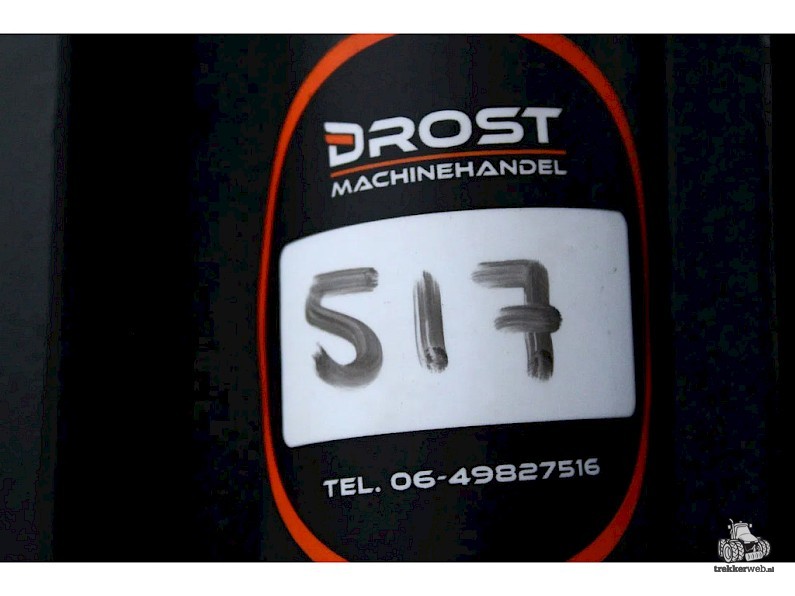 DROST
MACHINEHANDEL
517
TEL. 06-49827516
trekkerweb.nl